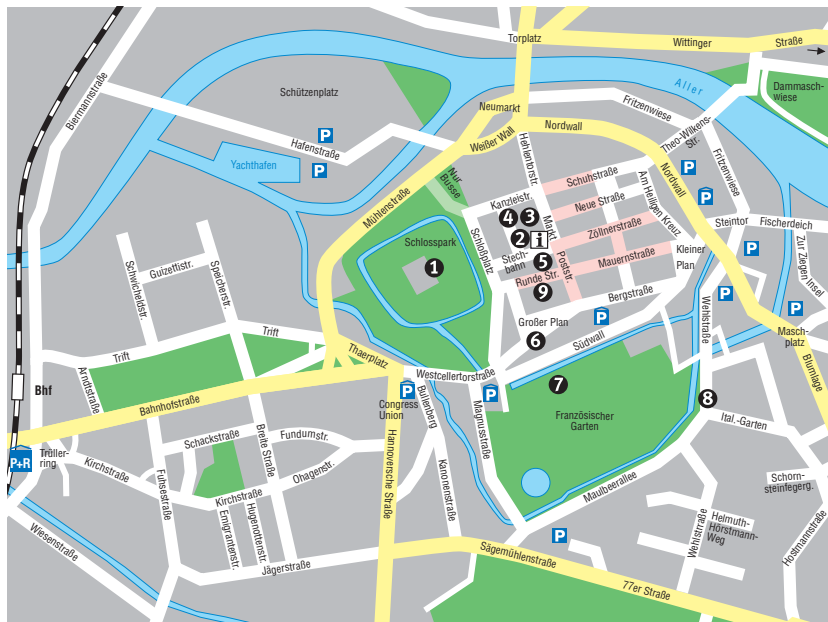 Torplatz
Wittinger
Straße
Biermannstraße
Schützenplatz
Aller
Dammasch-
wiese
Neumarkt
Fritzenwiese
Theo-Wilkens-
Str.
P
Hafenstraße
Weißer Wall
Nordwall
Hehlentorstr.
Yachthafen
P
Nur
Busse
Schuhstraße
P
Fritzenwiese
Mühlenstraße
Kanzleistr.
Neue Straße
Am Heiligen Kreuz
Nordwall
P
4
3
Markt
Zöllnerstraße
Steintor
Fischerdeich
Schlosspark
Schloßplatz
2
i
Stech-
bahn
5
Poststr.
Mauernstraße
Kleiner
Plan
P
Zur Ziegen Insel
1
Schwicheldtstr.
Guizettistr.
Speicherstr.
Runde Str.
9
Bergstraße
P
P
Großer Plan
P
Wehlstraße
Masch-
platz
6
Südwall
Trift
Trift
Thaerplatz
Blumlage
Westcellertorstraße
Bhf
Arndtstraße
P
P
7
8
Bahnhofstraße
Congress
Union
Bullenberg
Magnusstraße
Französischer
Garten
Ital.-Garten
Schackstraße
Breite Straße
Fundumstr.
Hannoversche Straße
P+R
Trüller-
ring
Kirchstraße
Fuhsestraße
Kirchstraße
Ohagenstr.
Kanonenstraße
Maulbeerallee
Schorn-
steinfegerg.
Emigrantenstr.
Hugenottenstr.
Wiesenstraße
Wehlstraße
Helmuth-
Hörstmann-
Weg
Hostmannstraße
P
Jägerstraße
Sägemühlenstraße
77er Straße